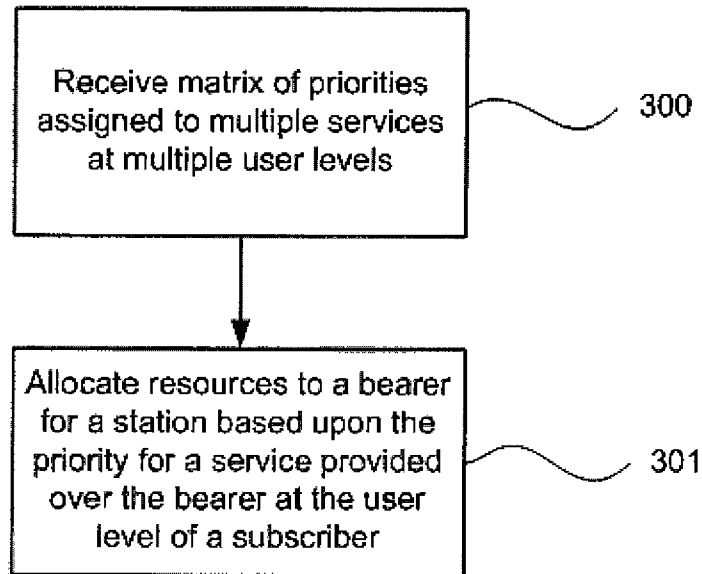 Receive matrix of priorities
assigned to multiple services
at multiple user levels
300
Allocate resources to a bearer
for a station based upon the
priority for a service provided
over the bearer at the user
level of a subscriber
301